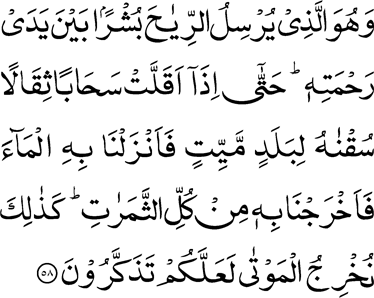 وَهُوَ الَّذِىْ يُرْسِلُ الرِّيٰحَ بُشْرًاۢ بَيْنَ يَدَىْ
رَحْمَتِهٖ ؕ حَتّٰٓى اِذَاۤ اَقَلَّتْ سَحَابًا ثِقَالًا
سُقْنٰهُ لِبَلَدٍ مَّيِّتٍ فَاَنْزَلْنَا بِهِ الْمَآءَ
فَاَخْرَجْنَا بِهٖ مِنْ كُلِّ الثَّمَرٰتِ ؕ كَذٰلِكَ
نُخْرِجُ الْمَوْتٰى لَعَلَّكُمْ تَذَكَّرُوْنَ ﴿۵۸﴾